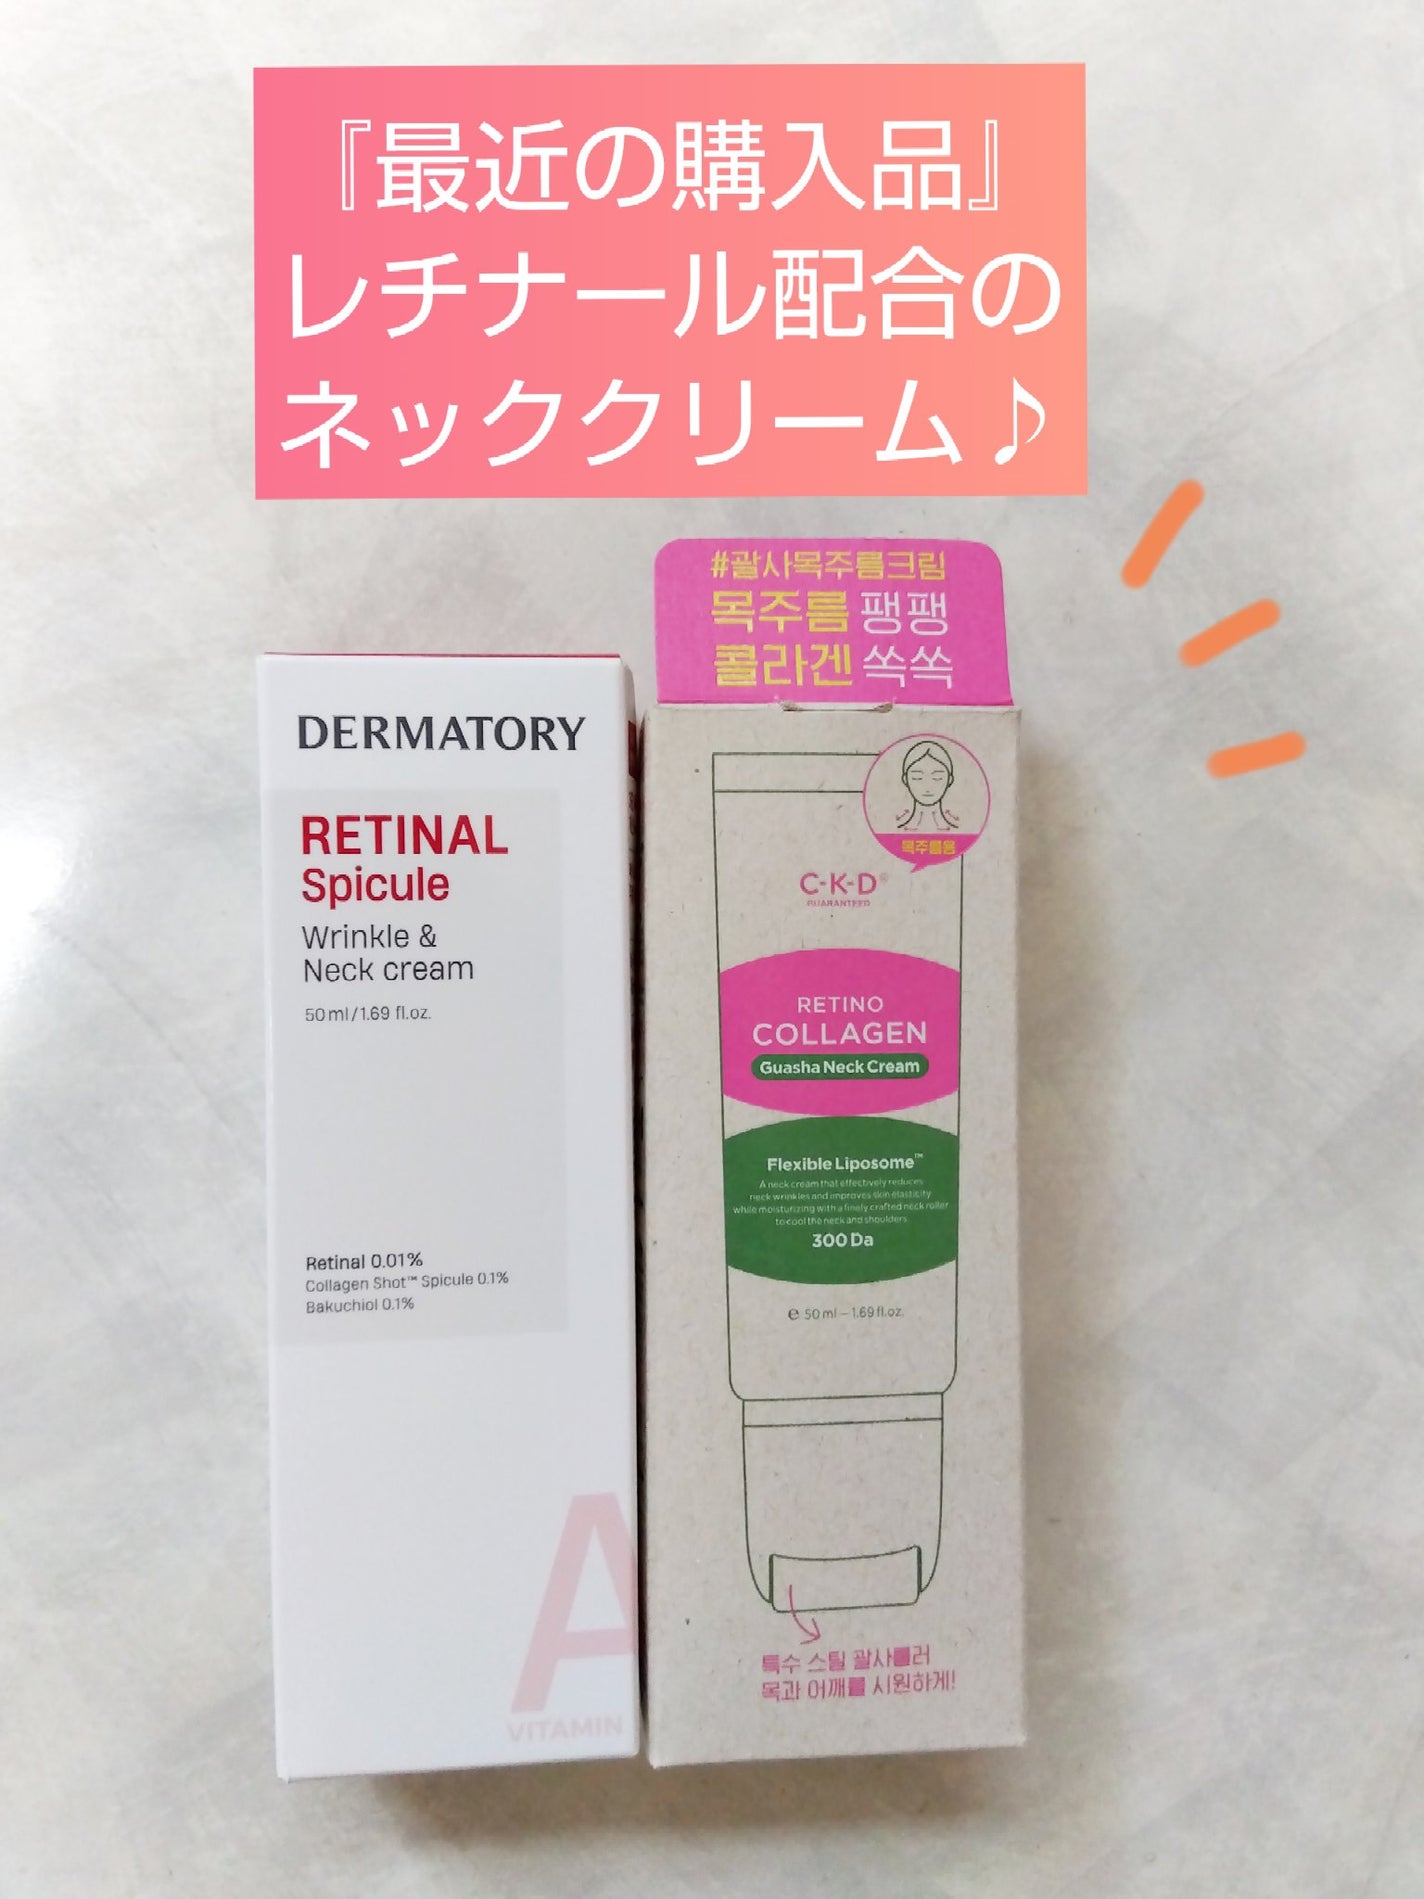 『最近の購入品』
レチナール配合の
ネッククリーム♪
DERMATORY
RETINAL
Spicule
Wrinkle &
Neck cream
50 ml / 1.69 fl.oz.
Retinal 0.01%
Collagen Shot™ Spicule 0.1%
Bakuchiol 0.1%
A
VITAMIN
#괄사목주름크림
목주름 팽팽
콜라겐 쏙쏙
목주름용
C-K-D®
GUARANTEED
RETINO
COLLAGEN
Guasha Neck Cream
Flexible Liposome™
A neck cream that effectively reduces
neck wrinkles and improves skin elasticity
while moisturizing with a finely crafted neck roller
to cool the neck and shoulders
300 Da
e 50 ml – 1.69 fl.oz.
특수 스틸 괄사롤러
목과 어깨를 시원하게!